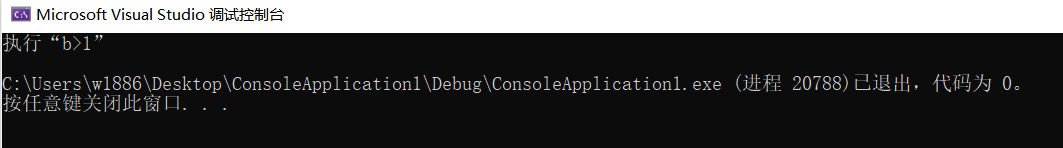 Microsoft Visual Studio 调试控制台
执行“b>1”
C:\Users\w1886\Desktop\ConsoleApplication1\Debug\ConsoleApplication1.exe (进程 20788)已退出，代码为 0。
按任意键关闭此窗口. . .